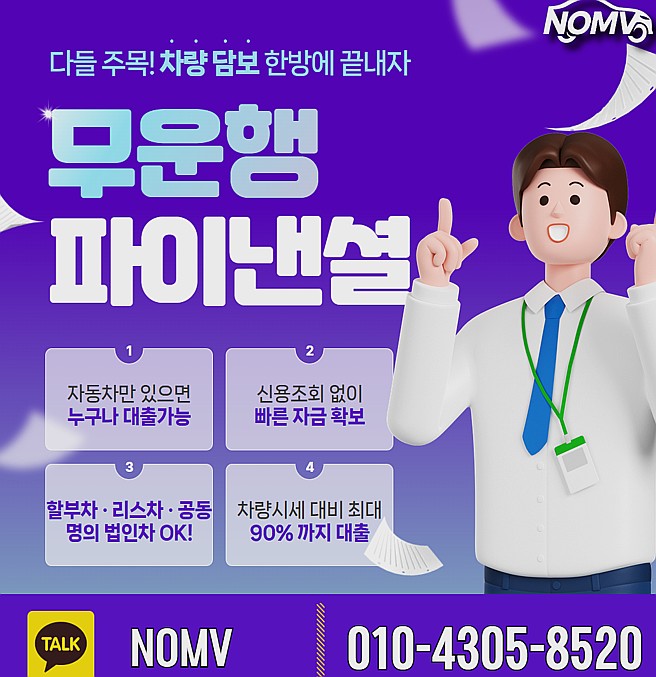 NOMV
다들 주목! 차량 담보 한방에 끝내자
무운행
파이낸셜
1
자동차만 있으면
누구나 대출가능
2
신용조회 없이
빠른 자금 확보
3
할부차·리스차·공동
명의 법인차 OK!
4
차량시세 대비 최대
90% 까지 대출
TALK
NOMV
010-4305-8520